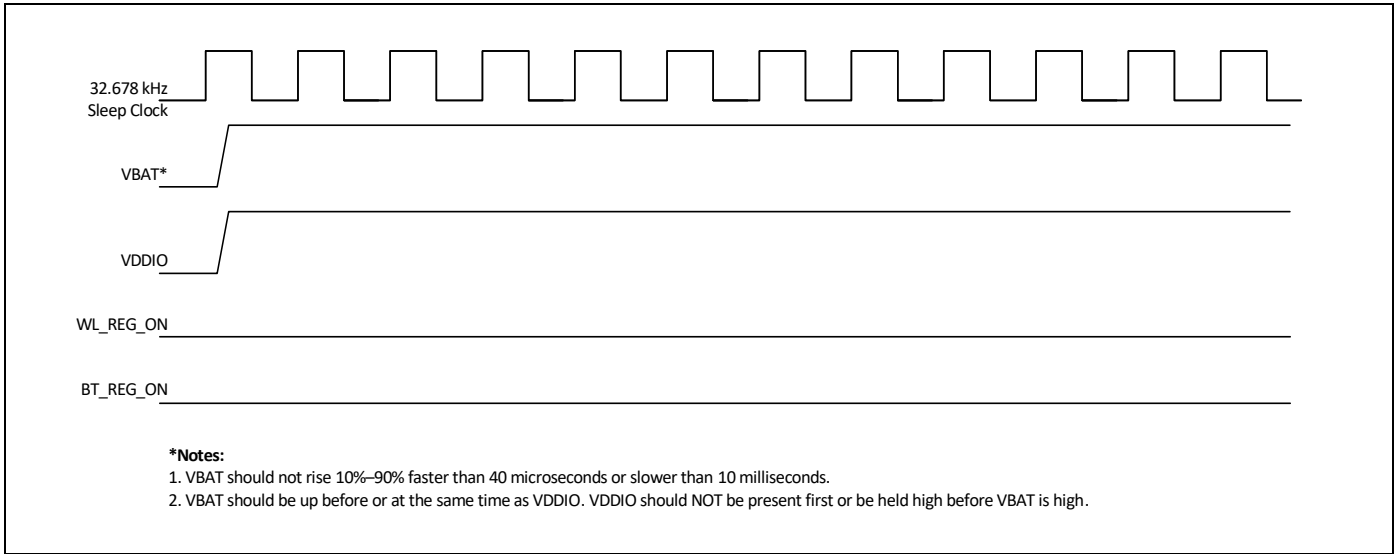 32.678 kHz
Sleep Clock
VBAT*
VDDIO
WL_REG_ON
BT_REG_ON
*Notes:
1. VBAT should not rise 10%–90% faster than 40 microseconds or slower than 10 milliseconds.
2. VBAT should be up before or at the same time as VDDIO. VDDIO should NOT be present first or be held high before VBAT is high.